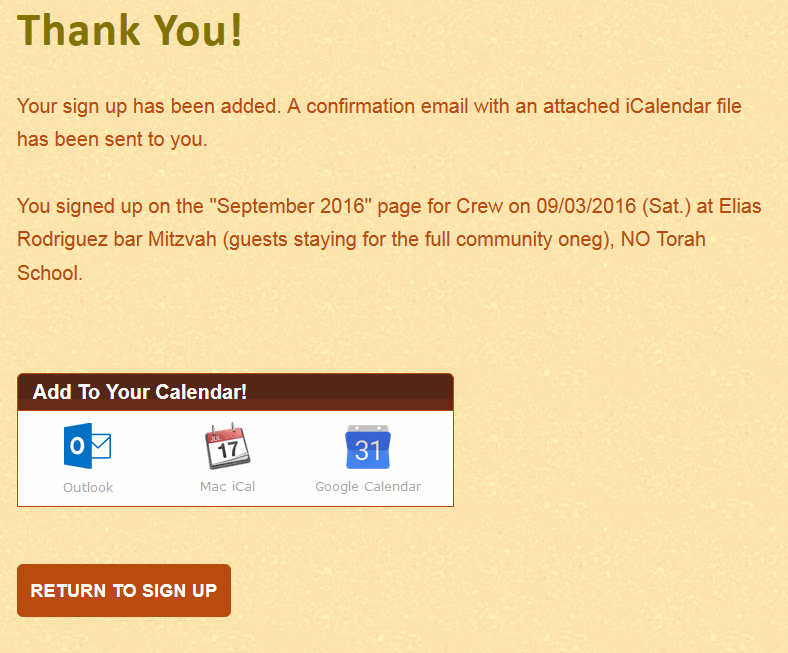 Thank You!
Your sign up has been added. A confirmation email with an attached iCalendar file
has been sent to you.
You signed up on the "September 2016" page for Crew on 09/03/2016 (Sat.) at Elias
Rodriguez bar Mitzvah (guests staying for the full community oneg), NO Torah
School.
Add To Your Calendar!
O
JUL
17
31
Outlook
Mac iCal
Google Calendar
RETURN TO SIGN UP